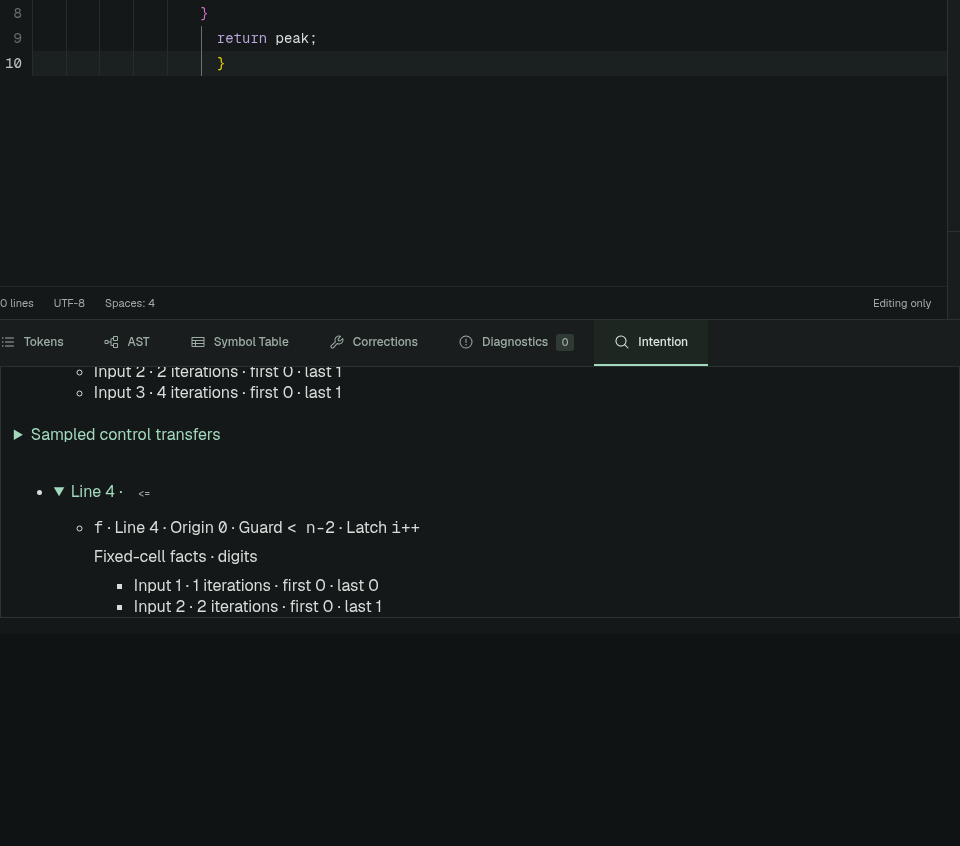 8 }
9 return peak;
10 }
0 lines UTF-8 Spaces: 4 Editing only
Tokens AST Symbol Table Corrections Diagnostics 0 Intention
Input 2 · 2 iterations · first 0 · last 1
Input 3 · 4 iterations · first 0 · last 1
Sampled control transfers
Line 4 · <=
f · Line 4 · Origin 0 · Guard < n-2 · Latch i++
Fixed-cell facts · digits
Input 1 · 1 iterations · first 0 · last 0
Input 2 · 2 iterations · first 0 · last 1